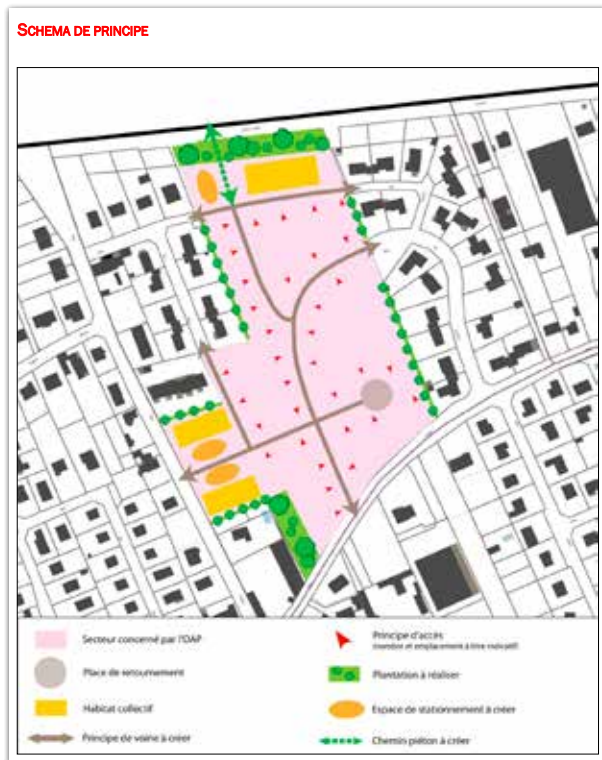 SCHEMA DE PRINCIPE
Secteur concerné par l'OAP
Principe d'accès
(nombre et emplacement à titre indicatif)
Place de retournement
Plantation à réaliser
Habitat collectif
Espace de stationnement à créer
Principe de voirie à créer
Chemin piéton à créer